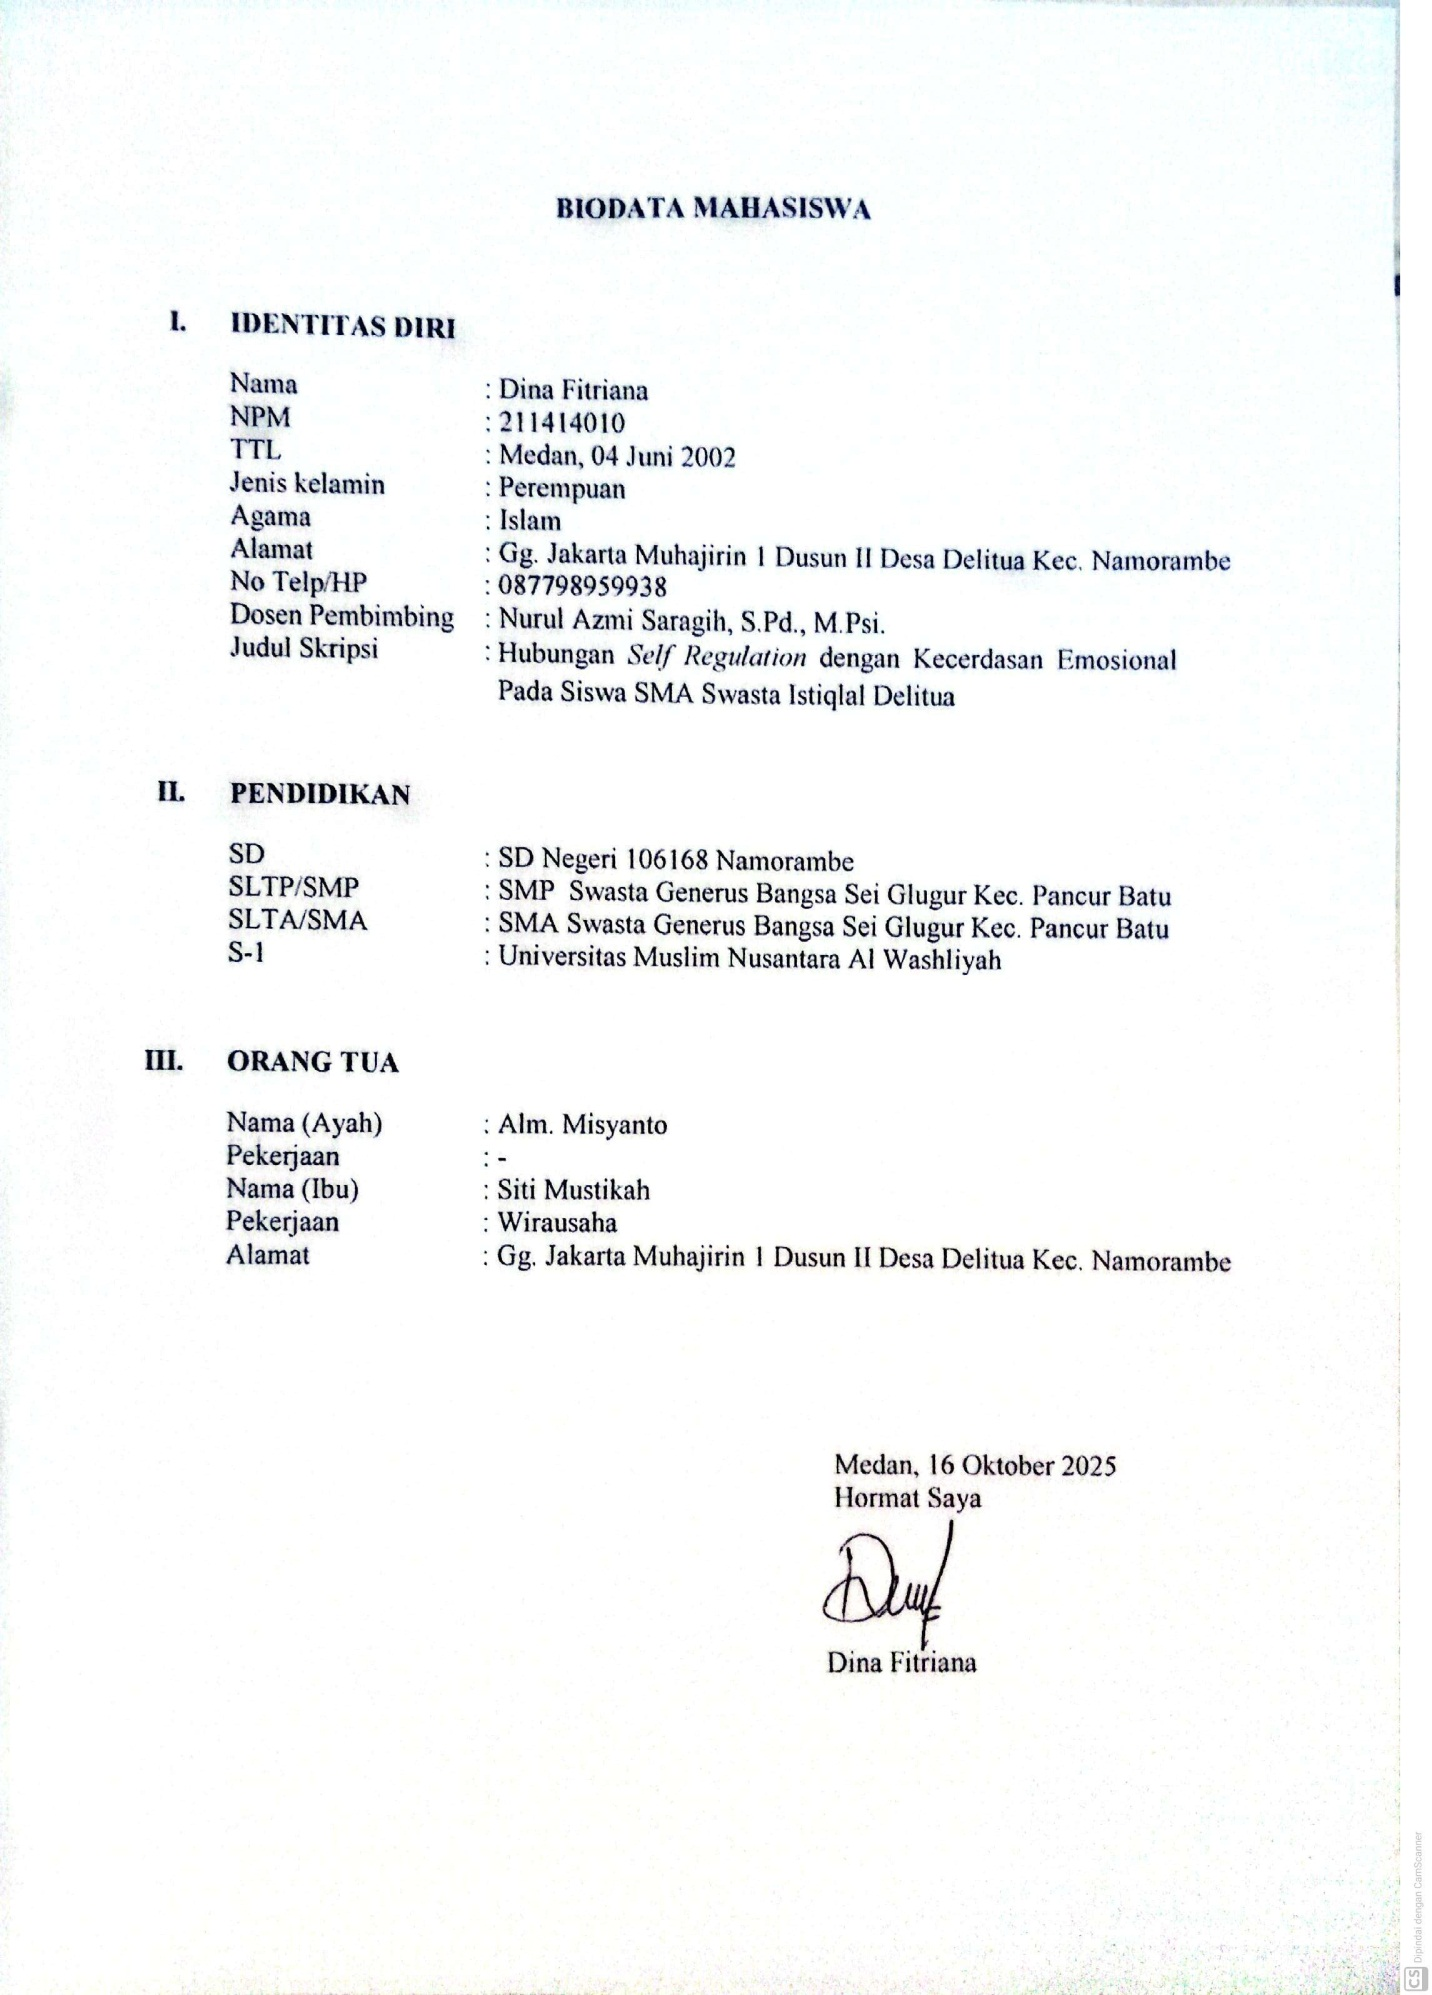 BIODATA MAHASISWA
I. IDENTITAS DIRI
Nama : Dina Fitriana
NPM : 211414010
TTL : Medan, 04 Juni 2002
Jenis kelamin : Perempuan
Agama : Islam
Alamat : Gg. Jakarta Muhajirin 1 Dusun II Desa Delitua Kec. Namorambe
No Telp/HP : 087798959938
Dosen Pembimbing : Nurul Azmi Saragih, S.Pd., M.Psi.
Judul Skripsi : Hubungan Self Regulation dengan Kecerdasan Emosional
Pada Siswa SMA Swasta Istiqlal Delitua
II. PENDIDIKAN
SD : SD Negeri 106168 Namorambe
SLTP/SMP : SMP Swasta Generus Bangsa Sei Glugur Kec. Pancur Batu
SLTA/SMA : SMA Swasta Generus Bangsa Sei Glugur Kec. Pancur Batu
S-1 : Universitas Muslim Nusantara Al Washliyah
III. ORANG TUA
Nama (Ayah) : Alm. Misyanto
Pekerjaan : -
Nama (Ibu) : Siti Mustikah
Pekerjaan : Wirausaha
Alamat : Gg. Jakarta Muhajirin 1 Dusun II Desa Delitua Kec. Namorambe
Medan, 16 Oktober 2025
Hormat Saya
Dina Fitriana
CS Dipindai dengan CamScanner